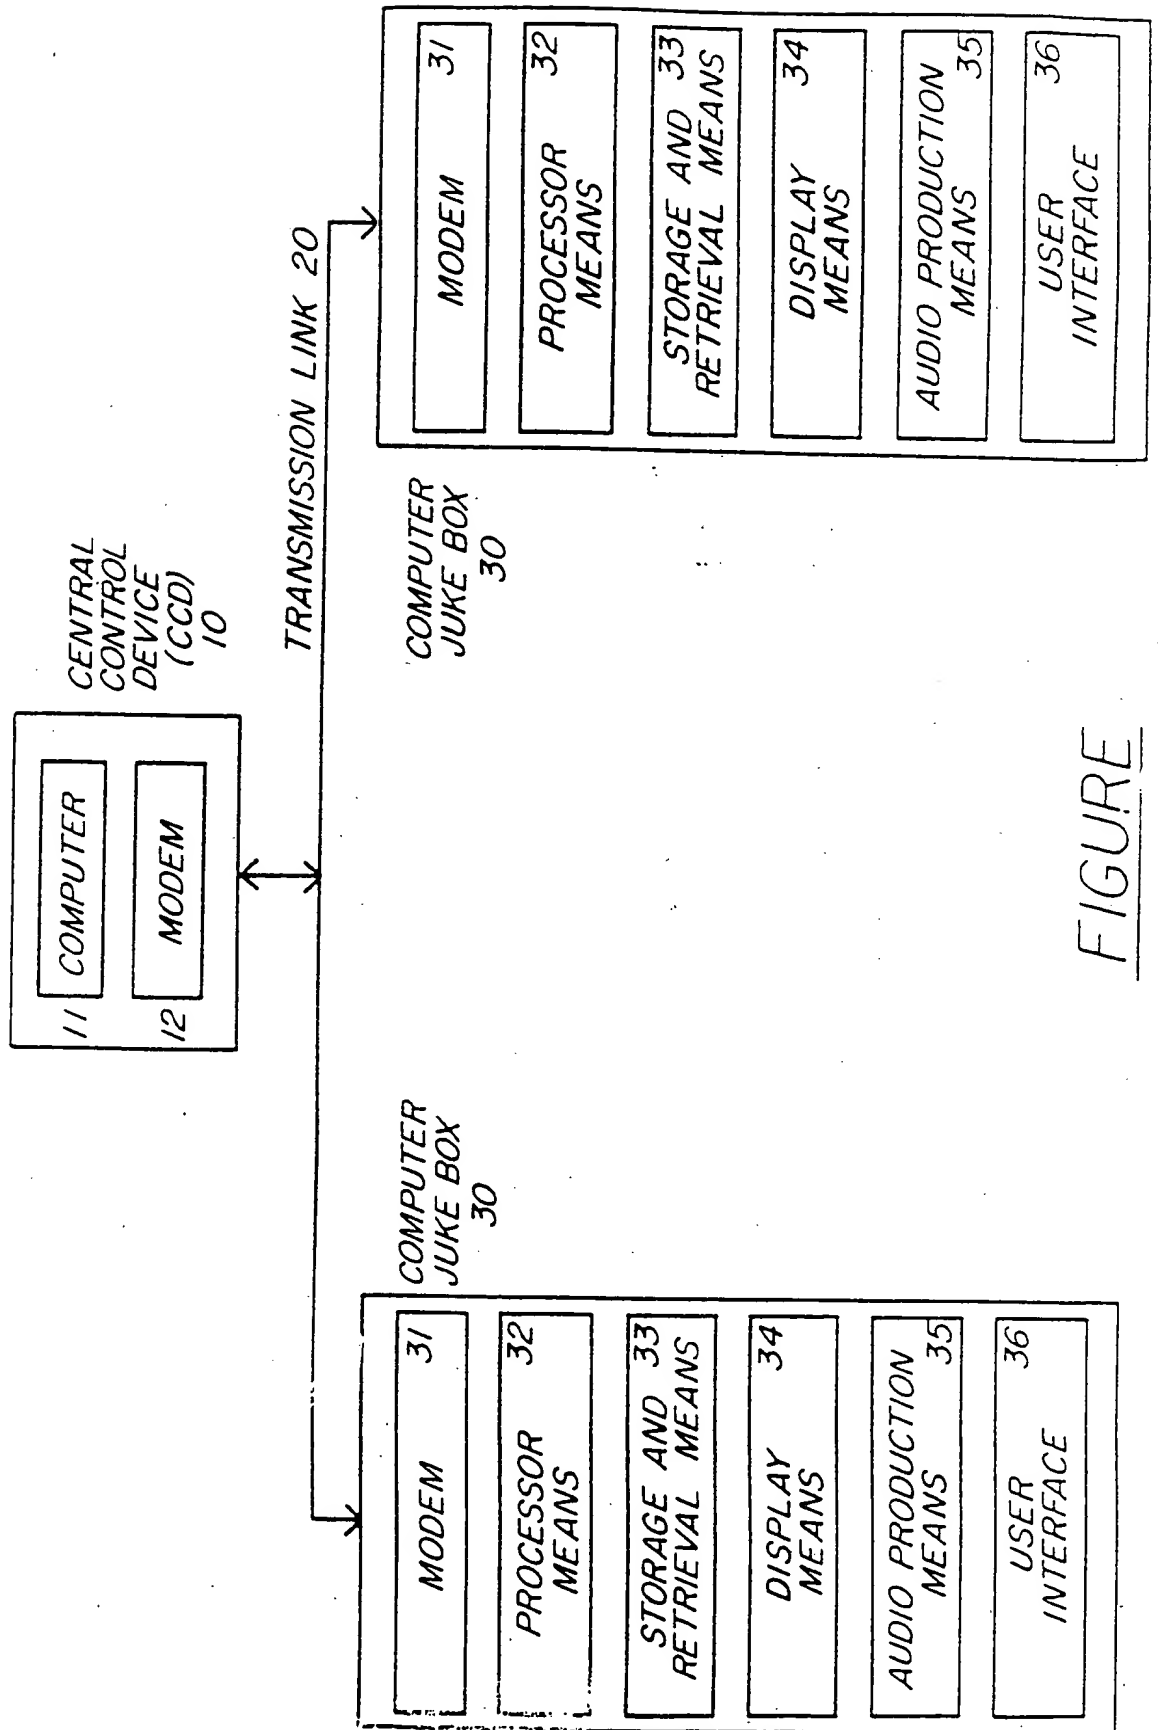 11 COMPUTER
12 MODEM
CENTRAL
CONTROL
DEVICE
(CCD)
10
TRANSMISSION LINK 20
COMPUTER
JUKE BOX
30
MODEM 31
PROCESSOR 32
MEANS
STORAGE AND 33
RETRIEVAL MEANS
DISPLAY 34
MEANS
AUDIO PRODUCTION
MEANS 35
USER 36
INTERFACE
COMPUTER
JUKE BOX
30
MODEM 31
PROCESSOR 32
MEANS
STORAGE AND 33
RETRIEVAL MEANS
DISPLAY 34
MEANS
AUDIO PRODUCTION
MEANS 35
USER 36
INTERFACE
FIGURE